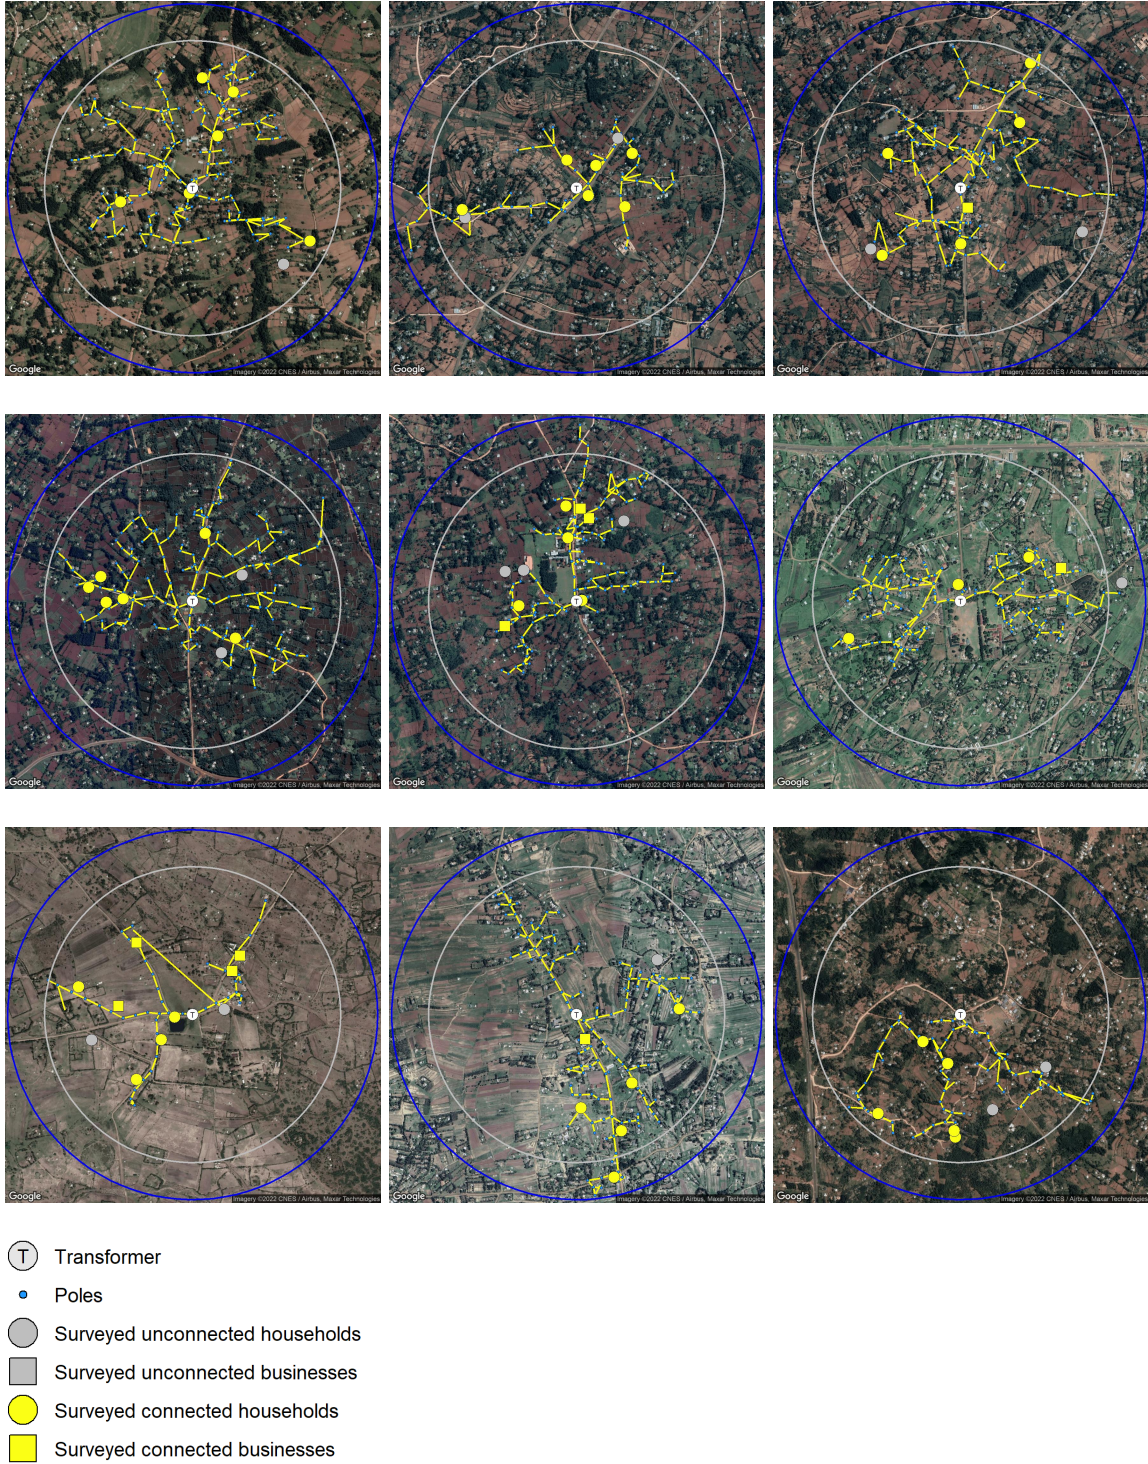 T
T
T
Google Imagery ©2022 CNES / Airbus, Maxar Technologies
Google Imagery ©2022 CNES / Airbus, Maxar Technologies
Google Imagery ©2022 CNES / Airbus, Maxar Technologies
T
T
T
Google Imagery ©2022 CNES / Airbus, Maxar Technologies
Google Imagery ©2022 CNES / Airbus, Maxar Technologies
Google Imagery ©2022 CNES / Airbus, Maxar Technologies
T
T
T
Google Imagery ©2022 CNES / Airbus, Maxar Technologies
Google Imagery ©2022 CNES / Airbus, Maxar Technologies
Google Imagery ©2022 CNES / Airbus, Maxar Technologies
T Transformer
Poles
Surveyed unconnected households
Surveyed unconnected businesses
Surveyed connected households
Surveyed connected businesses